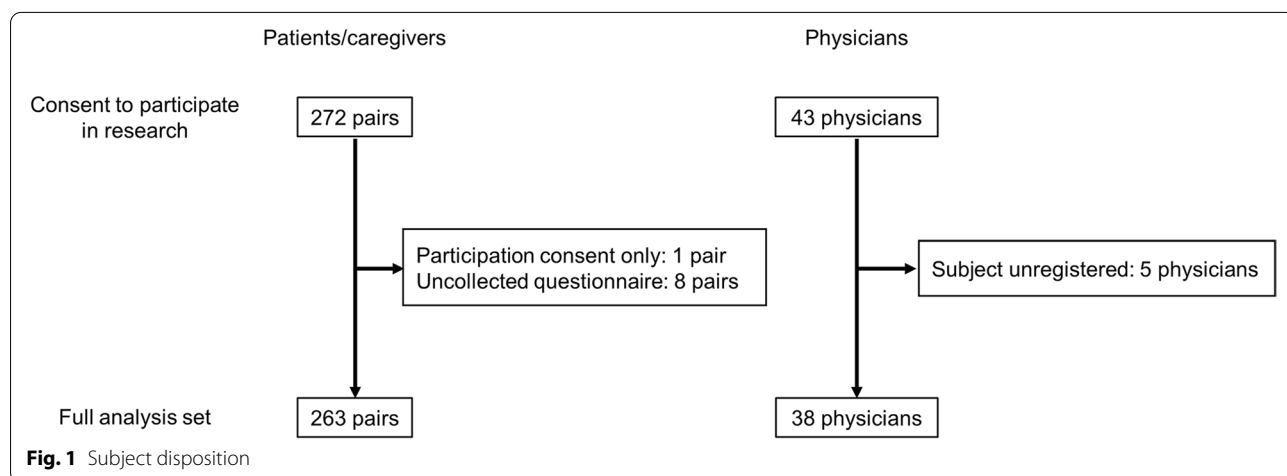 Patients/caregivers
Physicians
Consent to participate
in research
272 pairs
43 physicians
Participation consent only: 1 pair
Uncollected questionnaire: 8 pairs
Subject unregistered: 5 physicians
Full analysis set
263 pairs
38 physicians
Fig. 1 Subject disposition